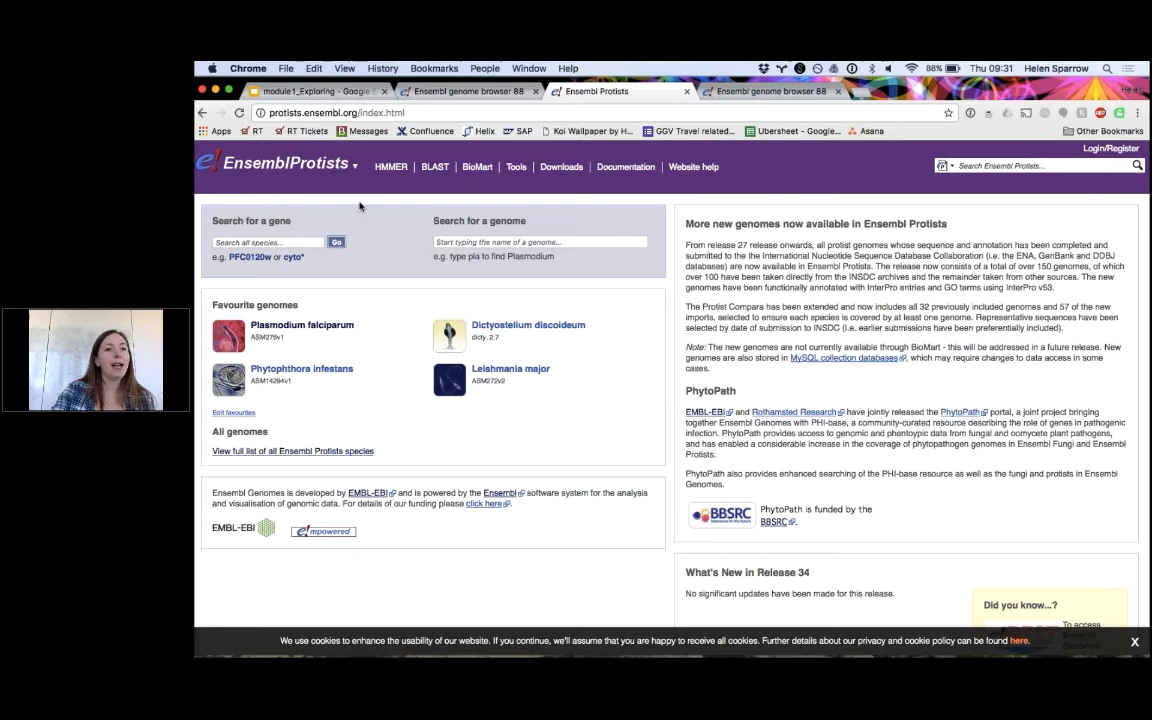 Chrome File Edit View History Bookmarks People Window Help 88% Thu 09:31 Helen Sparrow
module1_Exploring - Google Ensembl genome browser 88 Ensembl Protists Ensembl genome browser 88
protists.ensembl.org/index.html
Apps RT RT Tickets Messages Confluence Helix SAP Koi Wallpaper by H... GGV Travel related... Ubersheet - Google... Asana Other Bookmarks
Login/Register
e! EnsemblProtists HMMER BLAST BioMart Tools Downloads Documentation Website help Search Ensembl Protists...
Search for a gene
Search all species... Go
e.g. PFC0120w or cyto*
Search for a genome
Start typing the name of a genome...
e.g. type pla to find Plasmodium
Favourite genomes
Plasmodium falciparum
ASM276v1
Dictyostelium discoideum
dicty_2.7
Phytophthora infestans
ASM14294v1
Leishmania major
ASM272v2
Edit favourites
All genomes
View full list of all Ensembl Protists species
Ensembl Genomes is developed by EMBL-EBI and is powered by the Ensembl software system for the analysis
and visualisation of genomic data. For details of our funding please click here.
EMBL-EBI e!mpowered
More new genomes now available in Ensembl Protists
From release 27 release onwards, all protist genomes whose sequence and annotation has been completed and
submitted to the the International Nucleotide Sequence Database Collaboration (i.e. the ENA, GenBank and DDBJ
databases) are now available in Ensembl Protists. The release now consists of a total of over 150 genomes, of which
over 100 have been taken directly from the INSDC archives and the remainder taken from other sources. The new
genomes have been functionally annotated with InterPro entries and GO terms using InterPro v53.
The Protist Compara has been extended and now includes all 32 previously included genomes and 57 of the new
imports, selected to ensure each species is covered by at least one genome. Representative sequences have been
selected by date of submission to INSDC (i.e. earlier submissions have been preferentially included).
Note: The new genomes are not currently available through BioMart - this will be addressed in a future release. New
genomes are also stored in MySQL collection databases, which may require changes to data access in some
cases.
PhytoPath
EMBL-EBI and Rothamsted Research have jointly released the PhytoPath portal, a joint project bringing
together Ensembl Genomes with PHI-base, a community-curated resource describing the role of genes in pathogenic
infection. PhytoPath provides access to genomic and phentoypic data from fungal and oomycete plant pathogens,
and has enabled a considerable increase in the coverage of phytopathogen genomes in Ensembl Fungi and Ensembl
Protists.
PhytoPath also provides enhanced searching of the PHI-base resource as well as the fungi and protists in Ensembl
Genomes.
BBSRC
PhytoPath is funded by the
BBSRC.
What's New in Release 34
No significant updates have been made for this release.
Did you know...?
To access
We use cookies to enhance the usability of our website. If you continue, we'll assume that you are happy to receive all cookies. Further details about our privacy and cookie policy can be found here. X